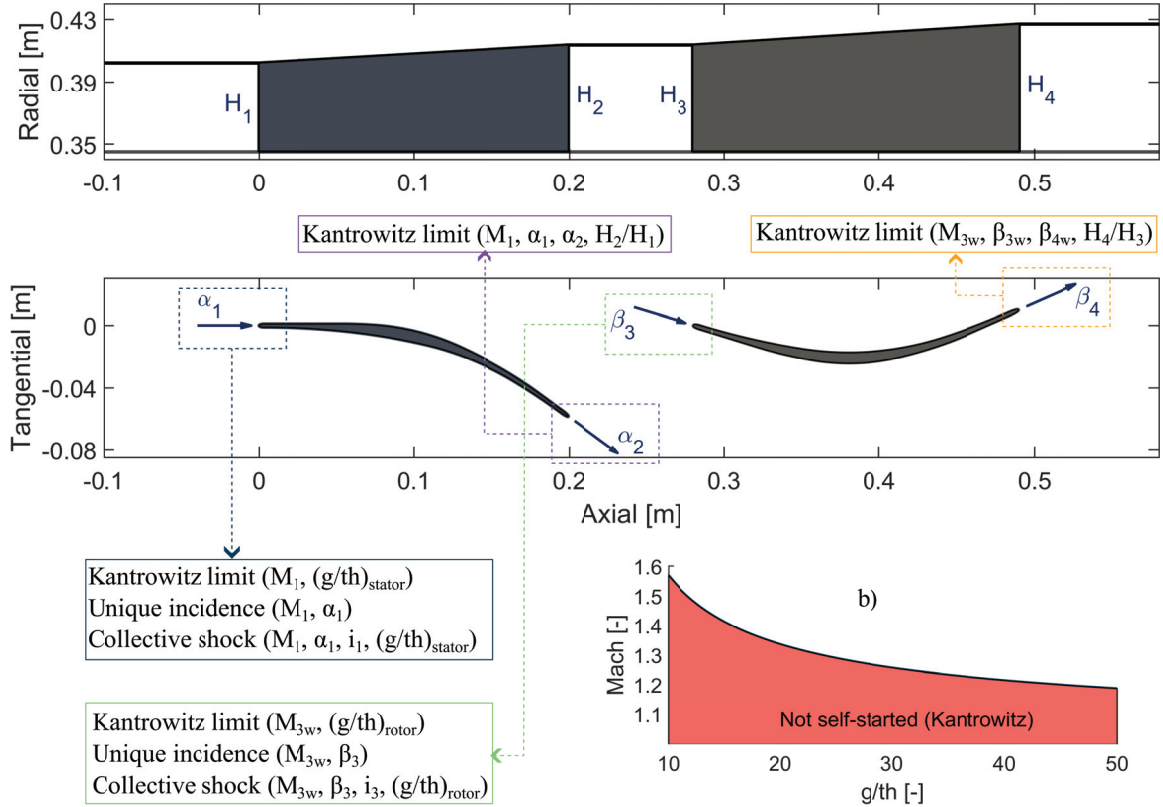 0.43
0.39
0.35
Radial [m]
H1
H2
H3
H4
-0.1
0
0.1
0.2
0.3
0.4
0.5
Kantrowitz limit (M1, α1, α2, H2/H1)
Kantrowitz limit (M3w, β3w, β4w, H4/H3)
Tangential [m]
0
-0.04
-0.08
α1
α2
β3
β4
-0.1
0
0.1
0.2
0.3
0.4
0.5
Axial [m]
Kantrowitz limit (M1, (g/th)stator)
Unique incidence (M1, α1)
Collective shock (M1, α1, i1, (g/th)stator)
Kantrowitz limit (M3w, (g/th)rotor)
Unique incidence (M3w, β3)
Collective shock (M3w, β3, i3, (g/th)rotor)
b)
Mach [-]
1.6
1.5
1.4
1.3
1.2
1.1
Not self-started (Kantrowitz)
10
20
30
40
50
g/th [-]